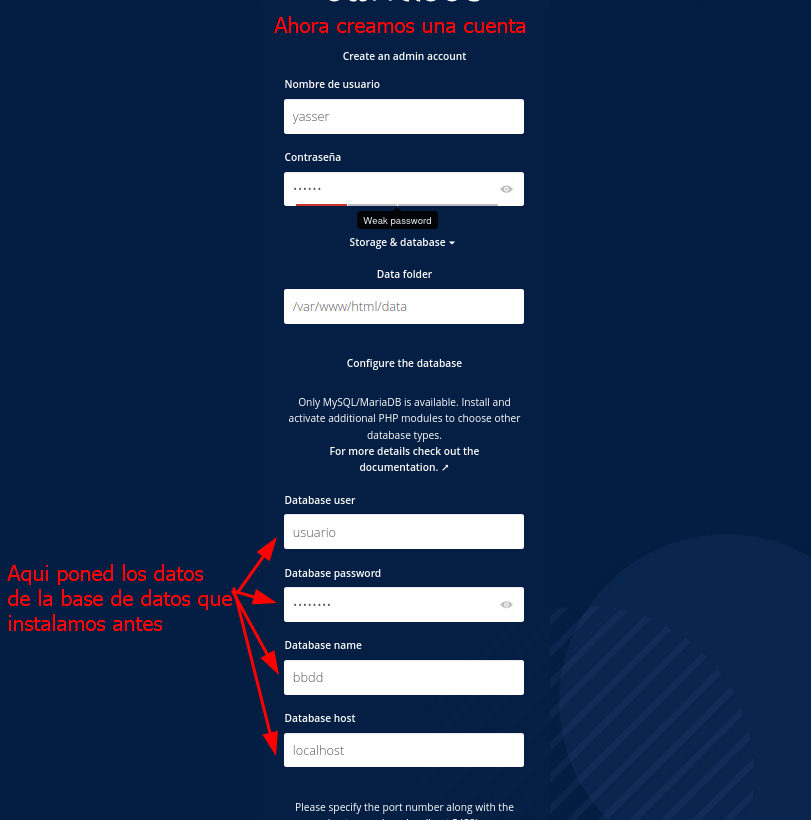 Ahora creamos una cuenta
Create an admin account
Nombre de usuario
yasser
Contraseña
••••••
Weak password
Storage & database
Data folder
/var/www/html/data
Configure the database
Only MySQL/MariaDB is available. Install and
activate additional PHP modules to choose other
database types.
For more details check out the
documentation. ↗
Database user
usuario
Aqui poned los datos
de la base de datos que
instalamos antes
Database password
••••••••
Database name
bbdd
Database host
localhost
Please specify the port number along with the